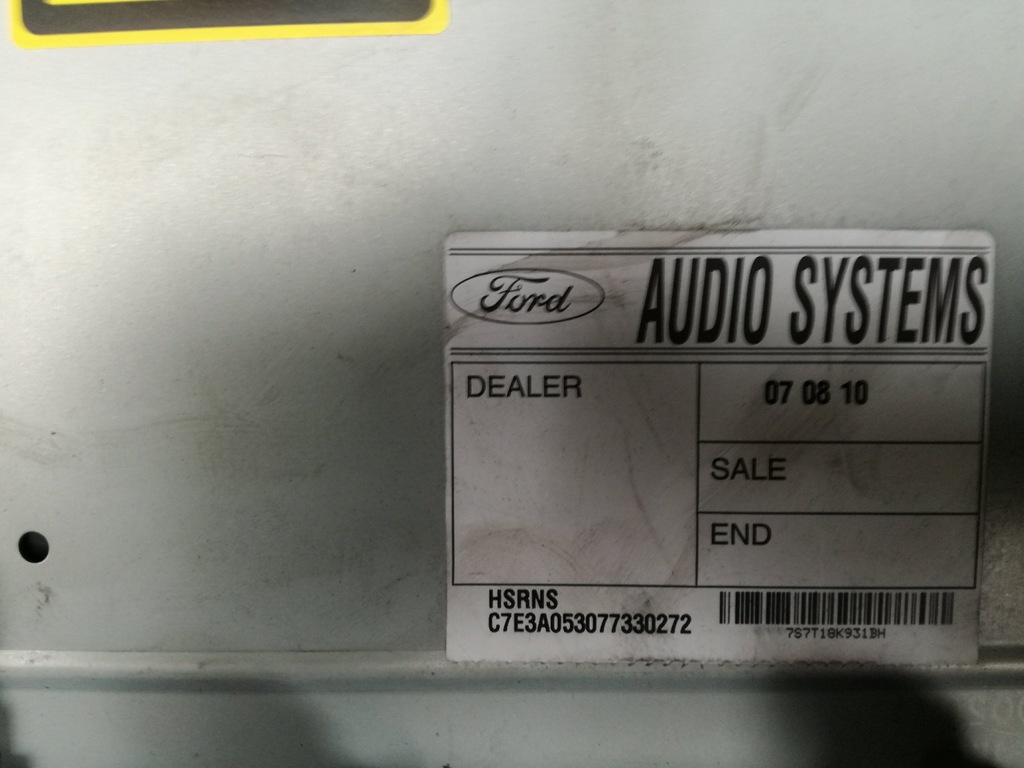 Ford AUDIO SYSTEMS
DEALER
07 08 10
SALE
END
HSRNS
C7E3A053077330272
7S7T18K931BH